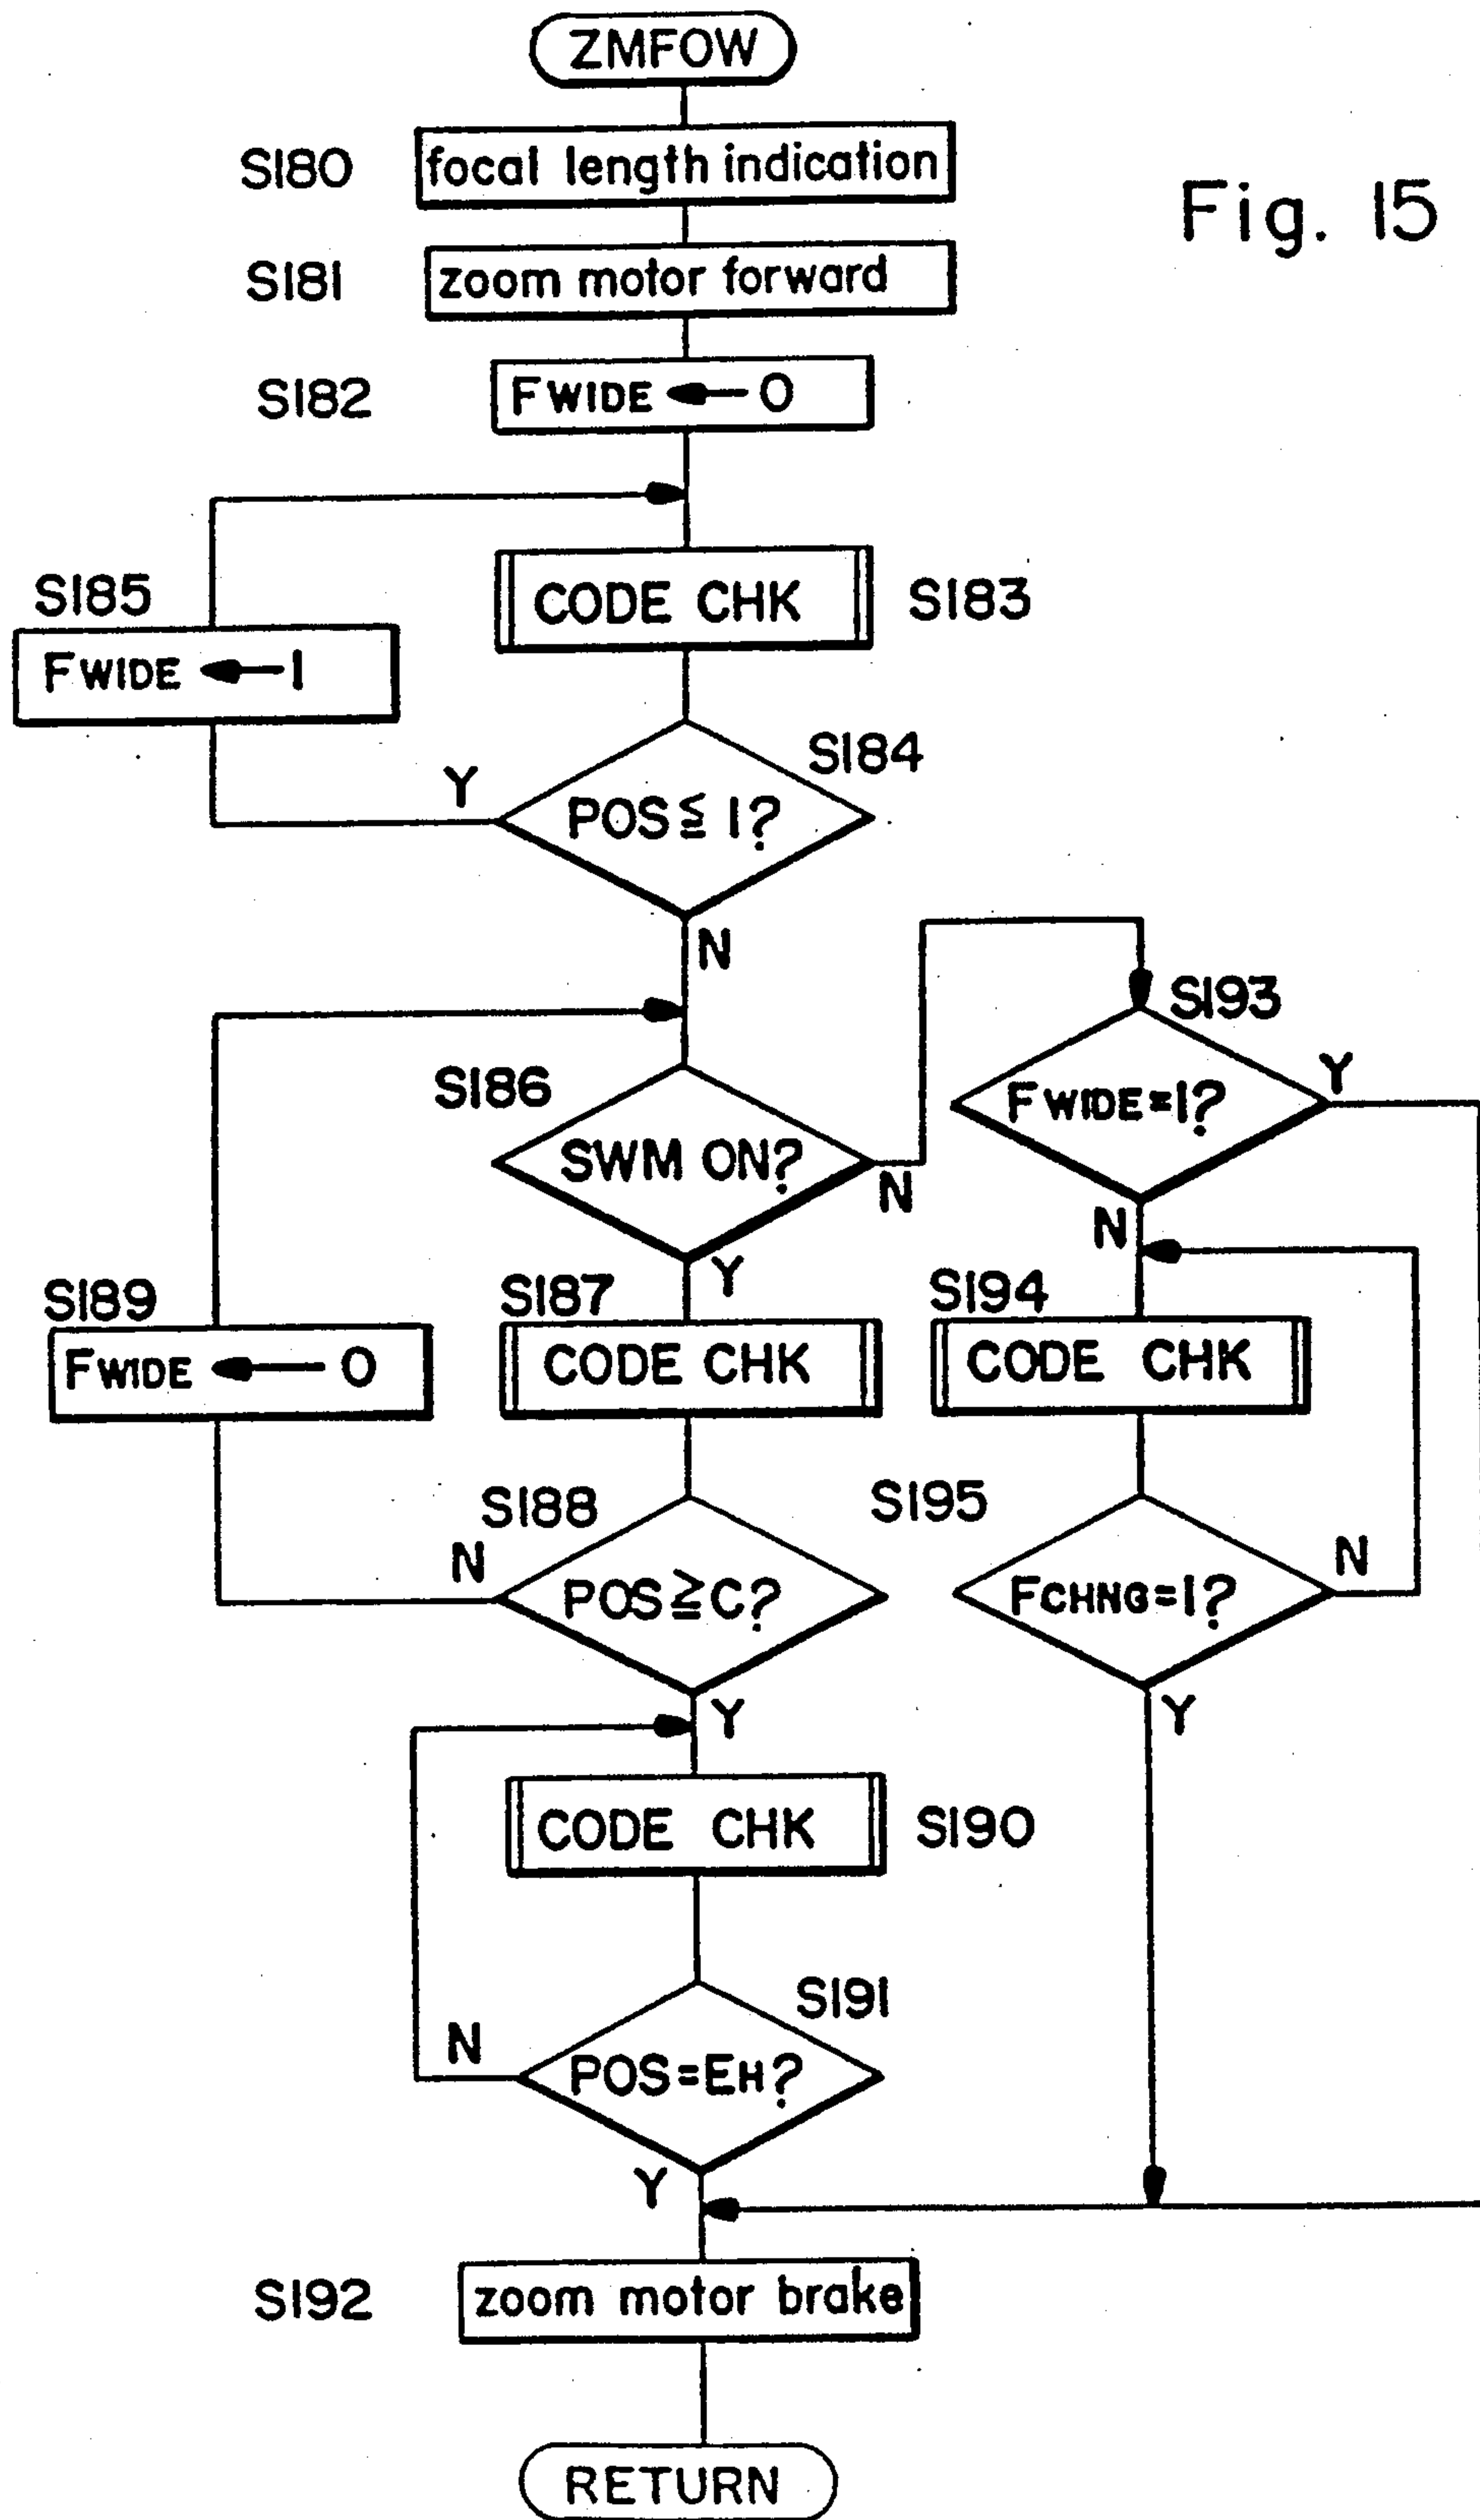 ZMFOW
S180
focal length indication
Fig. 15
S181
zoom motor forward
S182
FWIDE ← 0
S185
CODE CHK
S183
FWIDE ← 1
S184
Y
POS ≦ 1?
N
S193
S186
FWIDE=1?
Y
SWM ON?
N
N
Y
S189
S187
S194
FWIDE ← 0
CODE CHK
CODE CHK
S188
S195
N
N
POS ≧ C?
FCHNG=1?
Y
Y
CODE CHK
S190
S191
N
POS=EH?
Y
S192
zoom motor brake
RETURN